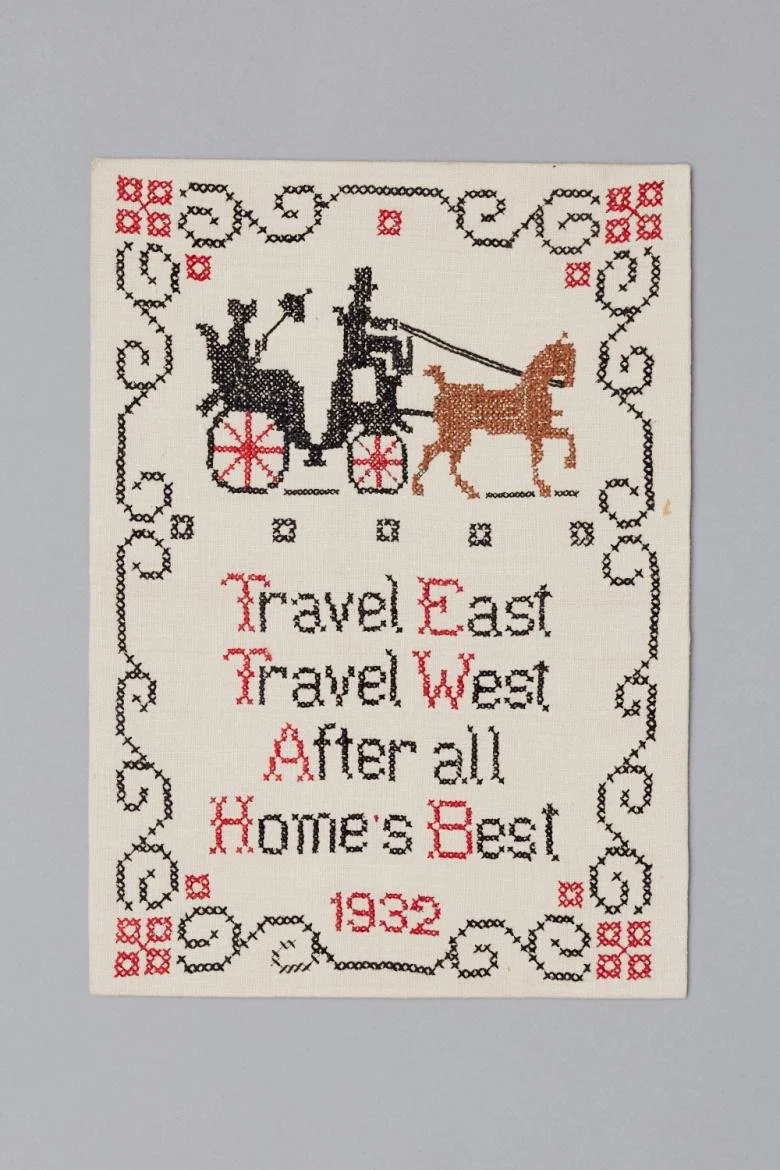 Travel East
Travel West
After all
Home's Best
1932